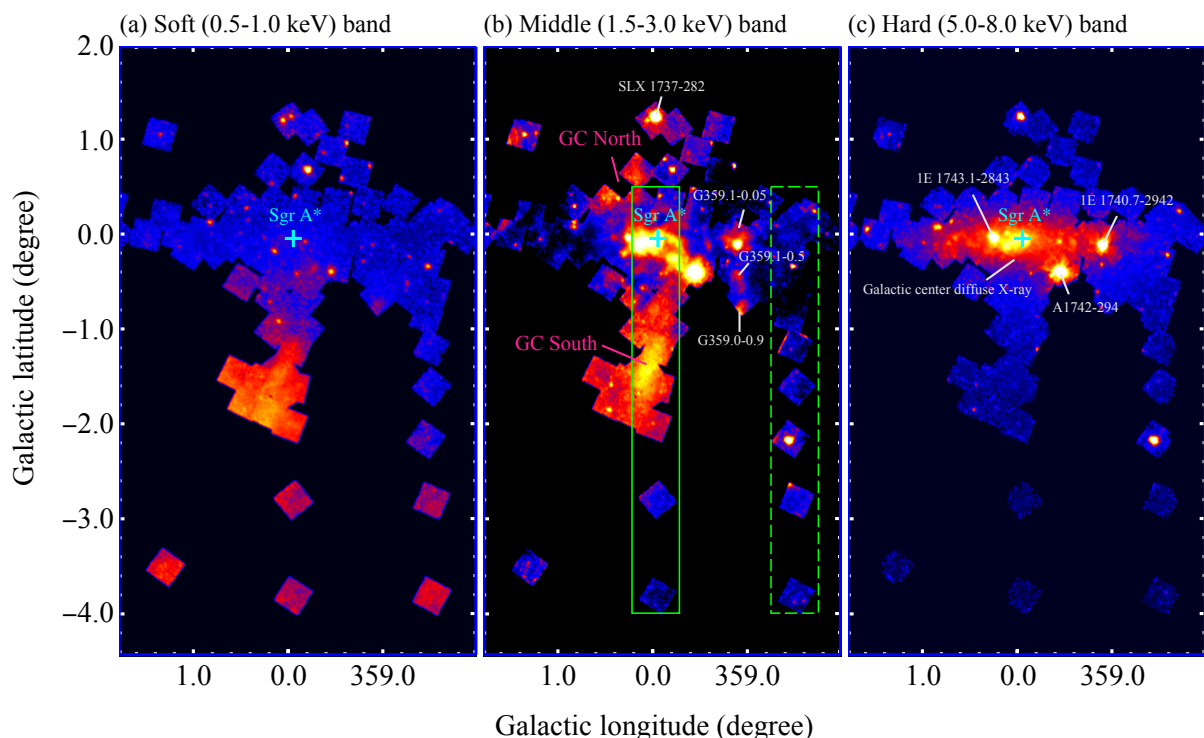 (a) Soft (0.5-1.0 keV) band
(b) Middle (1.5-3.0 keV) band
(c) Hard (5.0-8.0 keV) band
Galactic latitude (degree)
2.0
1.0
0.0
−1.0
−2.0
−3.0
−4.0
Sgr A*
SLX 1737-282
GC North
G359.1-0.05
Sgr A*
G359.1-0.5
G359.0-0.9
GC South
1E 1743.1-2843
Sgr A*
1E 1740.7-2942
Galactic center diffuse X-ray
A1742-294
1.0 0.0 359.0
1.0 0.0 359.0
1.0 0.0 359.0
Galactic longitude (degree)